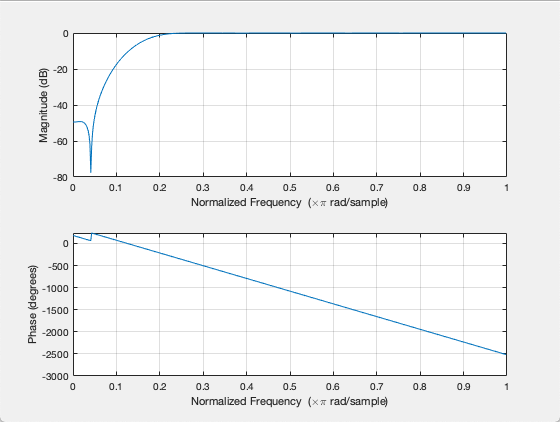 0
-20
-40
-60
-80
Magnitude (dB)
0 0.1 0.2 0.3 0.4 0.5 0.6 0.7 0.8 0.9 1
Normalized Frequency (×π rad/sample)
0
-500
-1000
-1500
-2000
-2500
-3000
Phase (degrees)
0 0.1 0.2 0.3 0.4 0.5 0.6 0.7 0.8 0.9 1
Normalized Frequency (×π rad/sample)